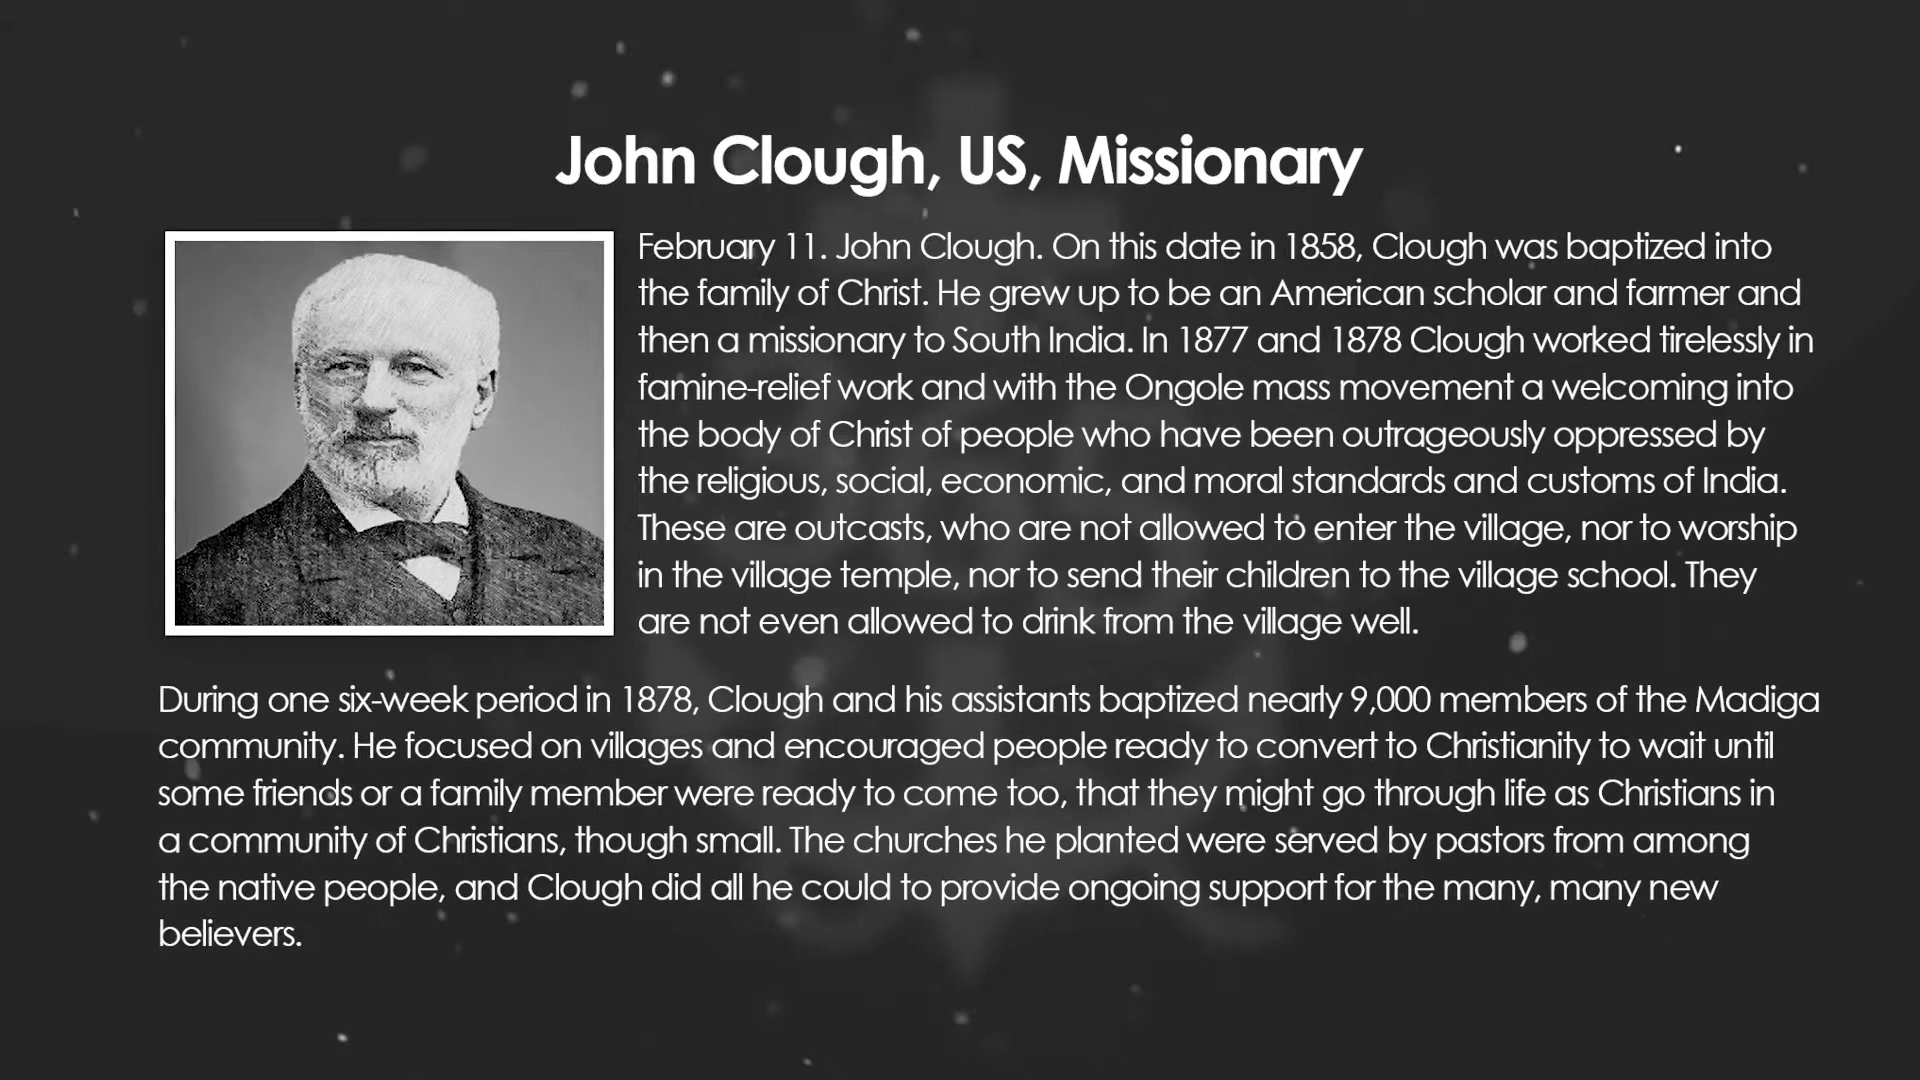 John Clough, US, Missionary
February 11. John Clough. On this date in 1858, Clough was baptized into
the family of Christ. He grew up to be an American scholar and farmer and
then a missionary to South India. In 1877 and 1878 Clough worked tirelessly in
famine-relief work and with the Ongole mass movement a welcoming into
the body of Christ of people who have been outrageously oppressed by
the religious, social, economic, and moral standards and customs of India.
These are outcasts, who are not allowed to enter the village, nor to worship
in the village temple, nor to send their children to the village school. They
are not even allowed to drink from the village well.
During one six-week period in 1878, Clough and his assistants baptized nearly 9,000 members of the Madiga
community. He focused on villages and encouraged people ready to convert to Christianity to wait until
some friends or a family member were ready to come too, that they might go through life as Christians in
a community of Christians, though small. The churches he planted were served by pastors from among
the native people, and Clough did all he could to provide ongoing support for the many, many new
believers.